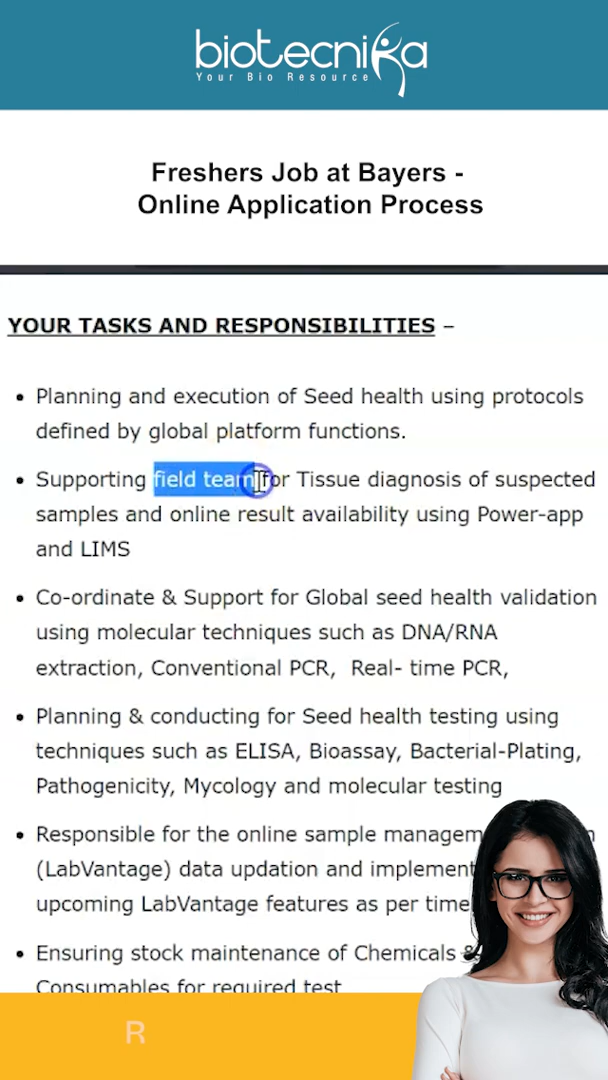 biotecnika
Your Bio Resource
Freshers Job at Bayers -
Online Application Process
YOUR TASKS AND RESPONSIBILITIES –
• Planning and execution of Seed health using protocols
defined by global platform functions.
• Supporting field team for Tissue diagnosis of suspected
samples and online result availability using Power-app
and LIMS
• Co-ordinate & Support for Global seed health validation
using molecular techniques such as DNA/RNA
extraction, Conventional PCR, Real- time PCR,
• Planning & conducting for Seed health testing using
techniques such as ELISA, Bioassay, Bacterial-Plating,
Pathogenicity, Mycology and molecular testing
• Responsible for the online sample
(LabVantage) data updation and
upcoming LabVantage features as per
• Ensuring stock maintenance of Chemicals
Consumables for required test
R